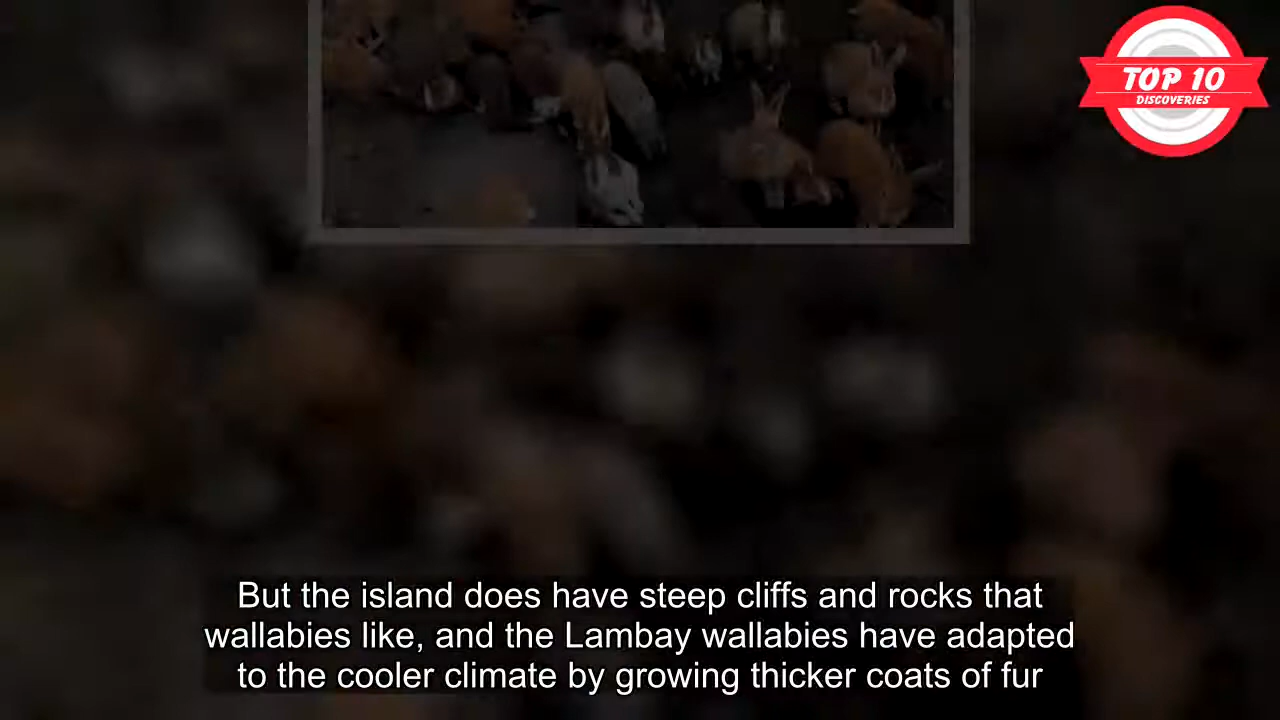 TOP 10
DISCOVERIES
But the island does have steep cliffs and rocks that
wallabies like, and the Lambay wallabies have adapted
to the cooler climate by growing thicker coats of fur